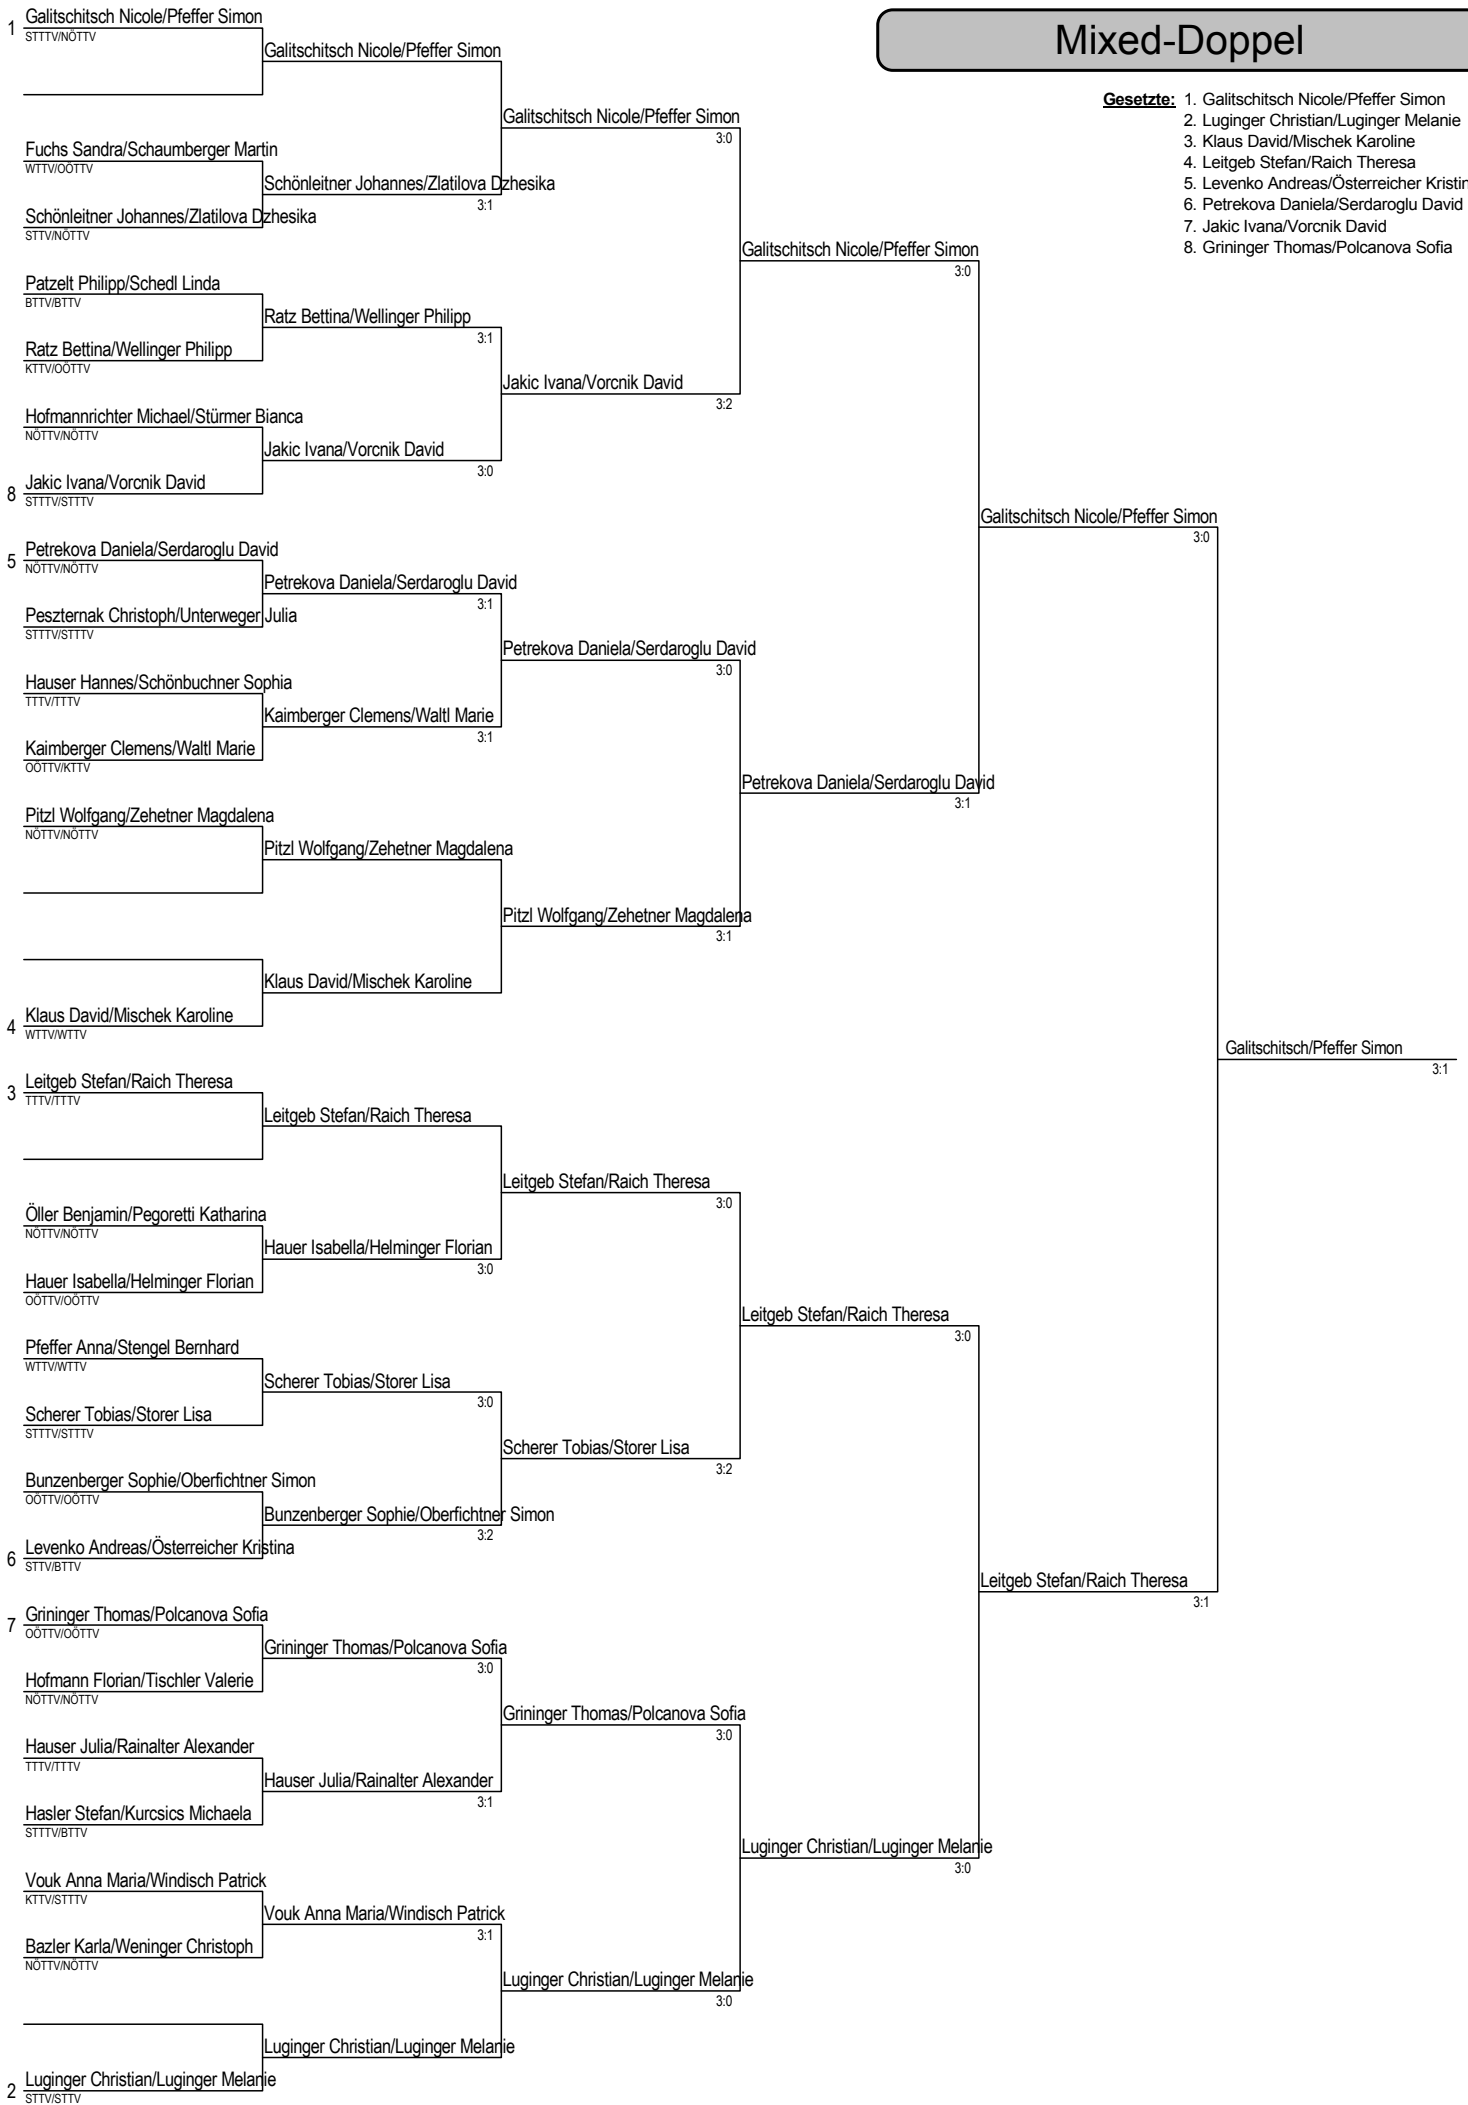 Mixed-Doppel
Gesetzte: 1. Galitschitsch Nicole/Pfeffer Simon
2. Luginger Christian/Luginger Melanie
3. Klaus David/Mischek Karoline
4. Leitgeb Stefan/Raich Theresa
5. Levenko Andreas/Österreicher Kristin
6. Petrekova Daniela/Serdaroglu David
7. Jakic Ivana/Vorcnik David
8. Grininger Thomas/Polcanova Sofia
1 Galitschitsch Nicole/Pfeffer Simon
STTTV/NÖTTV
Fuchs Sandra/Schaumberger Martin
WTTV/OÖTTV
Schönleitner Johannes/Zlatilova Dzhesika
STTV/NÖTTV
Patzelt Philipp/Schedl Linda
BTTV/BTTV
Ratz Bettina/Wellinger Philipp
KTTV/OÖTTV
Hofmannrichter Michael/Stürmer Bianca
NÖTTV/NÖTTV
8 Jakic Ivana/Vorcnik David
STTTV/STTTV
5 Petrekova Daniela/Serdaroglu David
NÖTTV/NÖTTV
Peszternak Christoph/Unterweger Julia
STTTV/STTTV
Hauser Hannes/Schönbuchner Sophia
TTTV/TTTV
Kaimberger Clemens/Waltl Marie
OÖTTV/KTTV
Pitzl Wolfgang/Zehetner Magdalena
NÖTTV/NÖTTV
4 Klaus David/Mischek Karoline
WTTV/WTTV
3 Leitgeb Stefan/Raich Theresa
TTTV/TTTV
Öller Benjamin/Pegoretti Katharina
NÖTTV/NÖTTV
Hauer Isabella/Helminger Florian
OÖTTV/OÖTTV
Pfeffer Anna/Stengel Bernhard
WTTV/WTTV
Scherer Tobias/Storer Lisa
STTTV/STTTV
Bunzenberger Sophie/Oberfichtner Simon
OÖTTV/OÖTTV
6 Levenko Andreas/Österreicher Kristina
STTV/BTTV
7 Grininger Thomas/Polcanova Sofia
OÖTTV/OÖTTV
Hofmann Florian/Tischler Valerie
NÖTTV/NÖTTV
Hauser Julia/Rainalter Alexander
TTTV/TTTV
Hasler Stefan/Kurcsics Michaela
STTTV/BTTV
Vouk Anna Maria/Windisch Patrick
KTTV/STTTV
Bazler Karla/Weninger Christoph
NÖTTV/NÖTTV
2 Luginger Christian/Luginger Melanie
STTV/STTV
Galitschitsch Nicole/Pfeffer Simon
Schönleitner Johannes/Zlatilova Dzhesika
3:1
Ratz Bettina/Wellinger Philipp
3:1
Jakic Ivana/Vorcnik David
3:0
Petrekova Daniela/Serdaroglu David
3:1
Kaimberger Clemens/Waltl Marie
3:1
Pitzl Wolfgang/Zehetner Magdalena
Klaus David/Mischek Karoline
Leitgeb Stefan/Raich Theresa
Hauer Isabella/Helminger Florian
3:0
Scherer Tobias/Storer Lisa
3:0
Bunzenberger Sophie/Oberfichtner Simon
3:2
Grininger Thomas/Polcanova Sofia
3:0
Hauser Julia/Rainalter Alexander
3:1
Vouk Anna Maria/Windisch Patrick
3:1
Luginger Christian/Luginger Melanie
Galitschitsch Nicole/Pfeffer Simon
3:0
Jakic Ivana/Vorcnik David
3:2
Petrekova Daniela/Serdaroglu David
3:0
Pitzl Wolfgang/Zehetner Magdalena
3:1
Leitgeb Stefan/Raich Theresa
3:0
Scherer Tobias/Storer Lisa
3:2
Grininger Thomas/Polcanova Sofia
3:0
Luginger Christian/Luginger Melanie
3:0
Galitschitsch Nicole/Pfeffer Simon
3:0
Petrekova Daniela/Serdaroglu David
3:1
Leitgeb Stefan/Raich Theresa
3:0
Luginger Christian/Luginger Melanie
3:0
Galitschitsch Nicole/Pfeffer Simon
3:0
Leitgeb Stefan/Raich Theresa
3:1
Galitschitsch/Pfeffer Simon
3:1